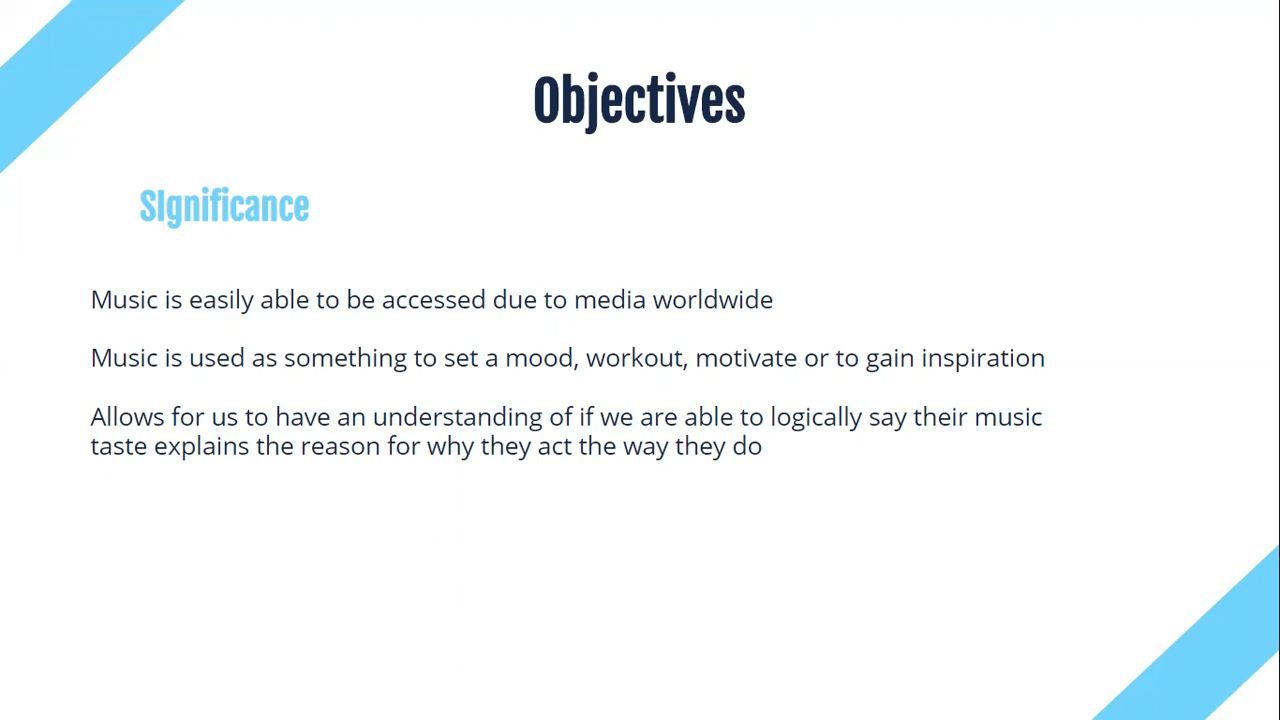 Objectives
SIgnificance
Music is easily able to be accessed due to media worldwide
Music is used as something to set a mood, workout, motivate or to gain inspiration
Allows for us to have an understanding of if we are able to logically say their music
taste explains the reason for why they act the way they do